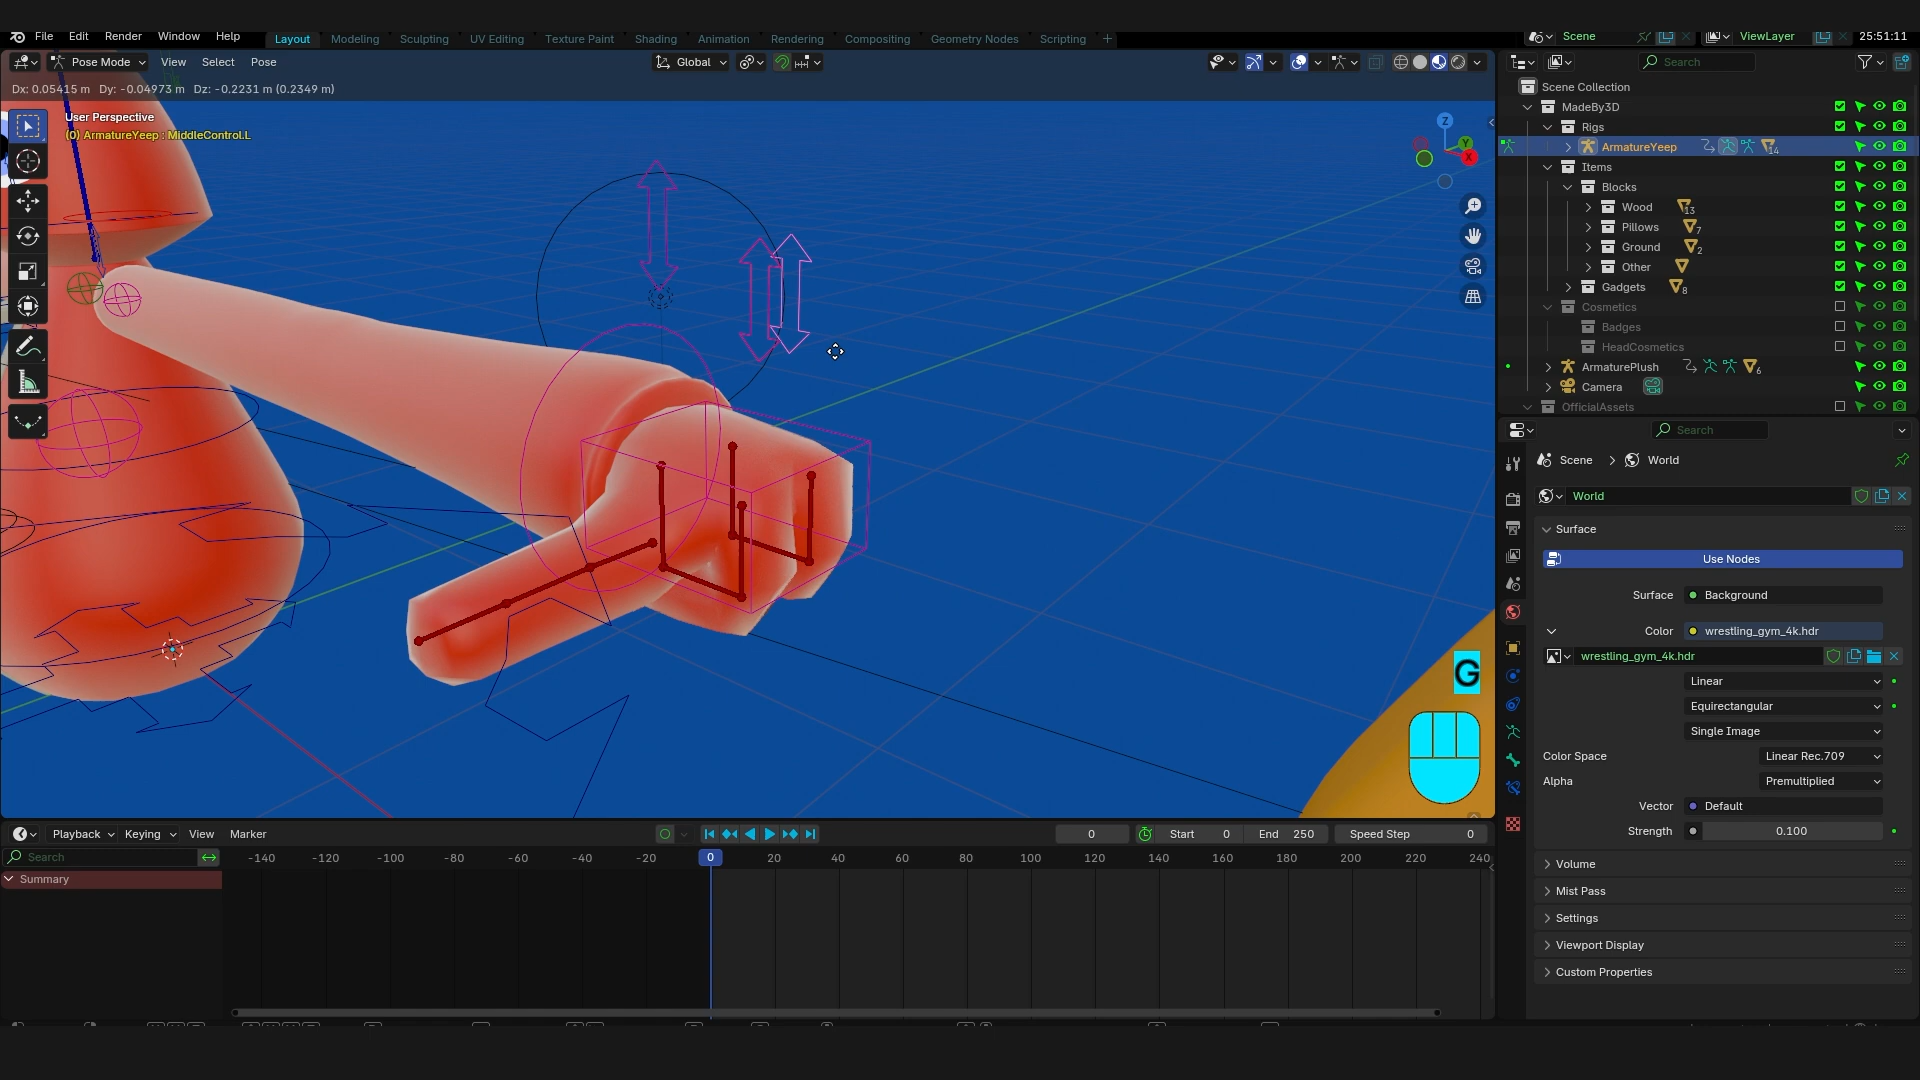 File Edit Render Window Help Layout Modeling Sculpting UV Editing Texture Paint Shading Animation Rendering Compositing Geometry Nodes Scripting + Scene ViewLayer 25:51:11
Pose Mode View Select Pose Global Search
Dx: 0.05415 m Dy: -0.04973 m Dz: -0.2231 m (0.2349 m)
User Perspective
(0) ArmatureYeep : MiddleControl.L
Z
Y
X
G
Scene Collection
MadeBy3D
Rigs
ArmatureYeep 14
Items
Blocks
Wood 13
Pillows 7
Ground 2
Other
Gadgets 8
Cosmetics
Badges
HeadCosmetics
ArmaturePlush 6
Camera
OfficialAssets
Search
Scene > World
World
Surface
Use Nodes
Surface Background
Color wrestling_gym_4k.hdr
wrestling_gym_4k.hdr
Linear
Equirectangular
Single Image
Color Space Linear Rec.709
Alpha Premultiplied
Vector Default
Strength 0.100
Volume
Mist Pass
Settings
Viewport Display
Custom Properties
Playback Keying View Marker 0 Start 0 End 250 Speed Step 0
Search -140 -120 -100 -80 -60 -40 -20 0 20 40 60 80 100 120 140 160 180 200 220 240
Summary